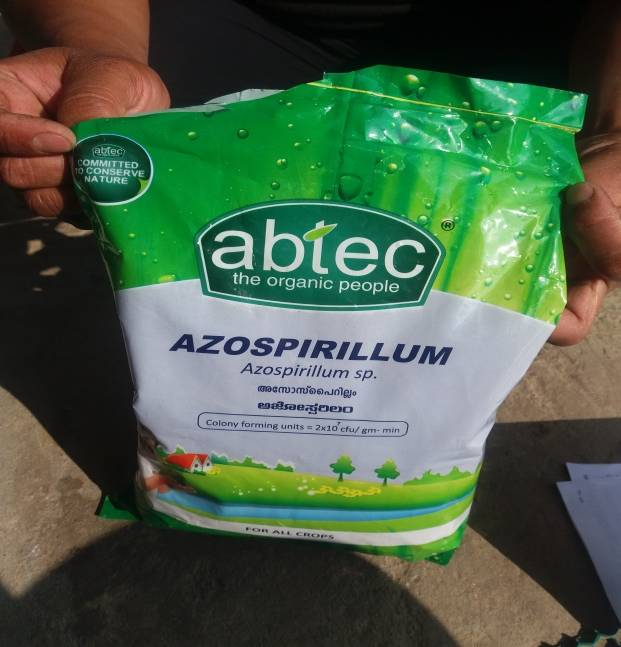 abtec
COMMITTED
TO CONSERVE
NATURE
abtec®
the organic people
AZOSPIRILLUM
Azospirillum sp.
അസോസ്പൈറില്ലം
Colony forming units = 2x10⁷ cfu/ gm- min
FOR ALL CROPS